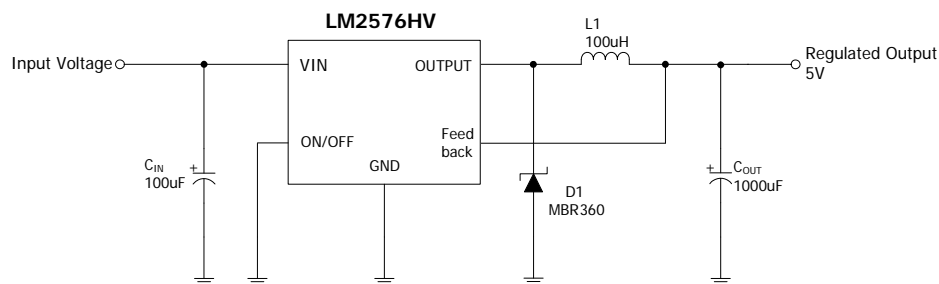 LM2576HV
L1
100uH
Input Voltage
VIN
OUTPUT
Regulated Output
5V
ON/OFF
Feed
back
GND
CIN
100uF
D1
MBR360
COUT
1000uF